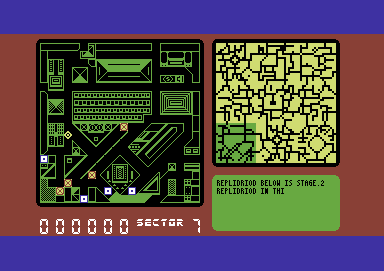 REPLIDRIOD BELOW IS STAGE.2
REPLIDRIOD IN THI
000000 SECTOR 7